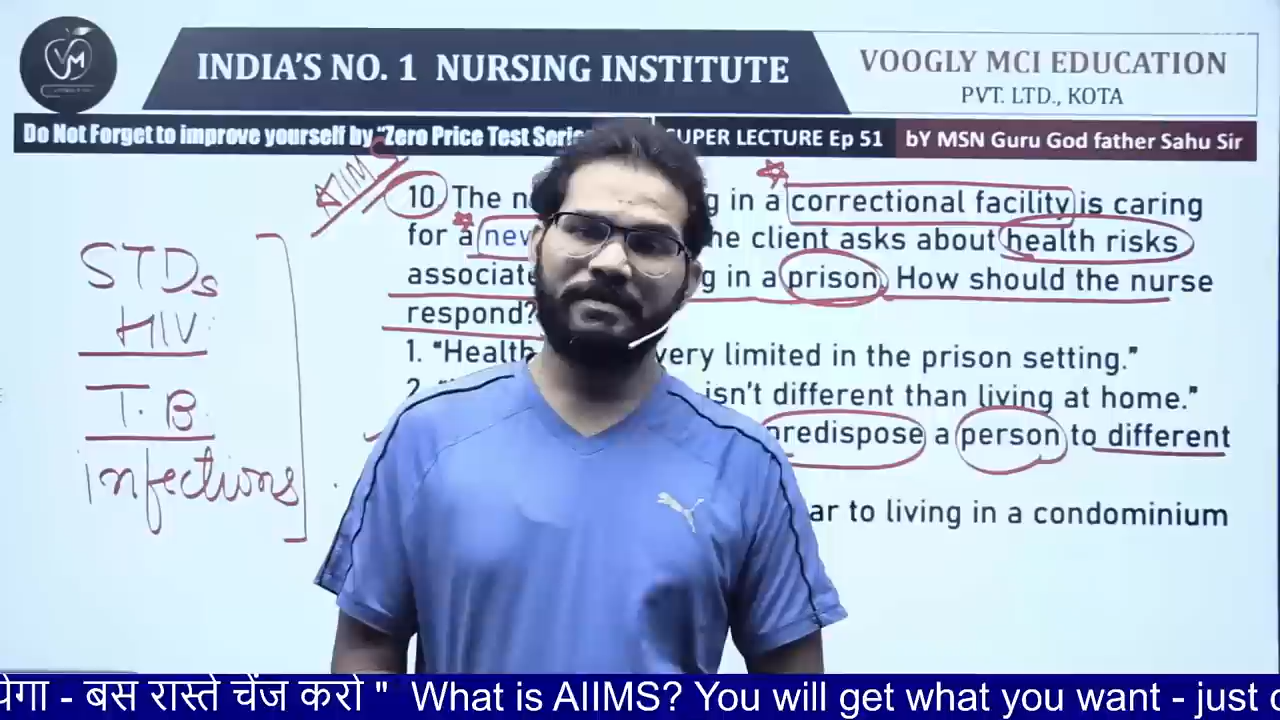 VM
INDIA'S NO. 1 NURSING INSTITUTE
VOOGLY MCI EDUCATION
PVT. LTD., KOTA
Do Not Forget to improve yourself by "Zero Price Test Serie
SUPER LECTURE Ep 51
bY MSN Guru God father Sahu Sir
AIIMS
10. The n g in a correctional facility is caring
for a new he client asks about health risks
associate g in a prison. How should the nurse
respond?
1. "Health very limited in the prison setting."
2. isn't different than living at home."
predispose a person to different
ar to living in a condominium
STDs
HIV
T.B
infections
येगा - बस रास्ते चेंज करो " What is AIIMS? You will get what you want - just c